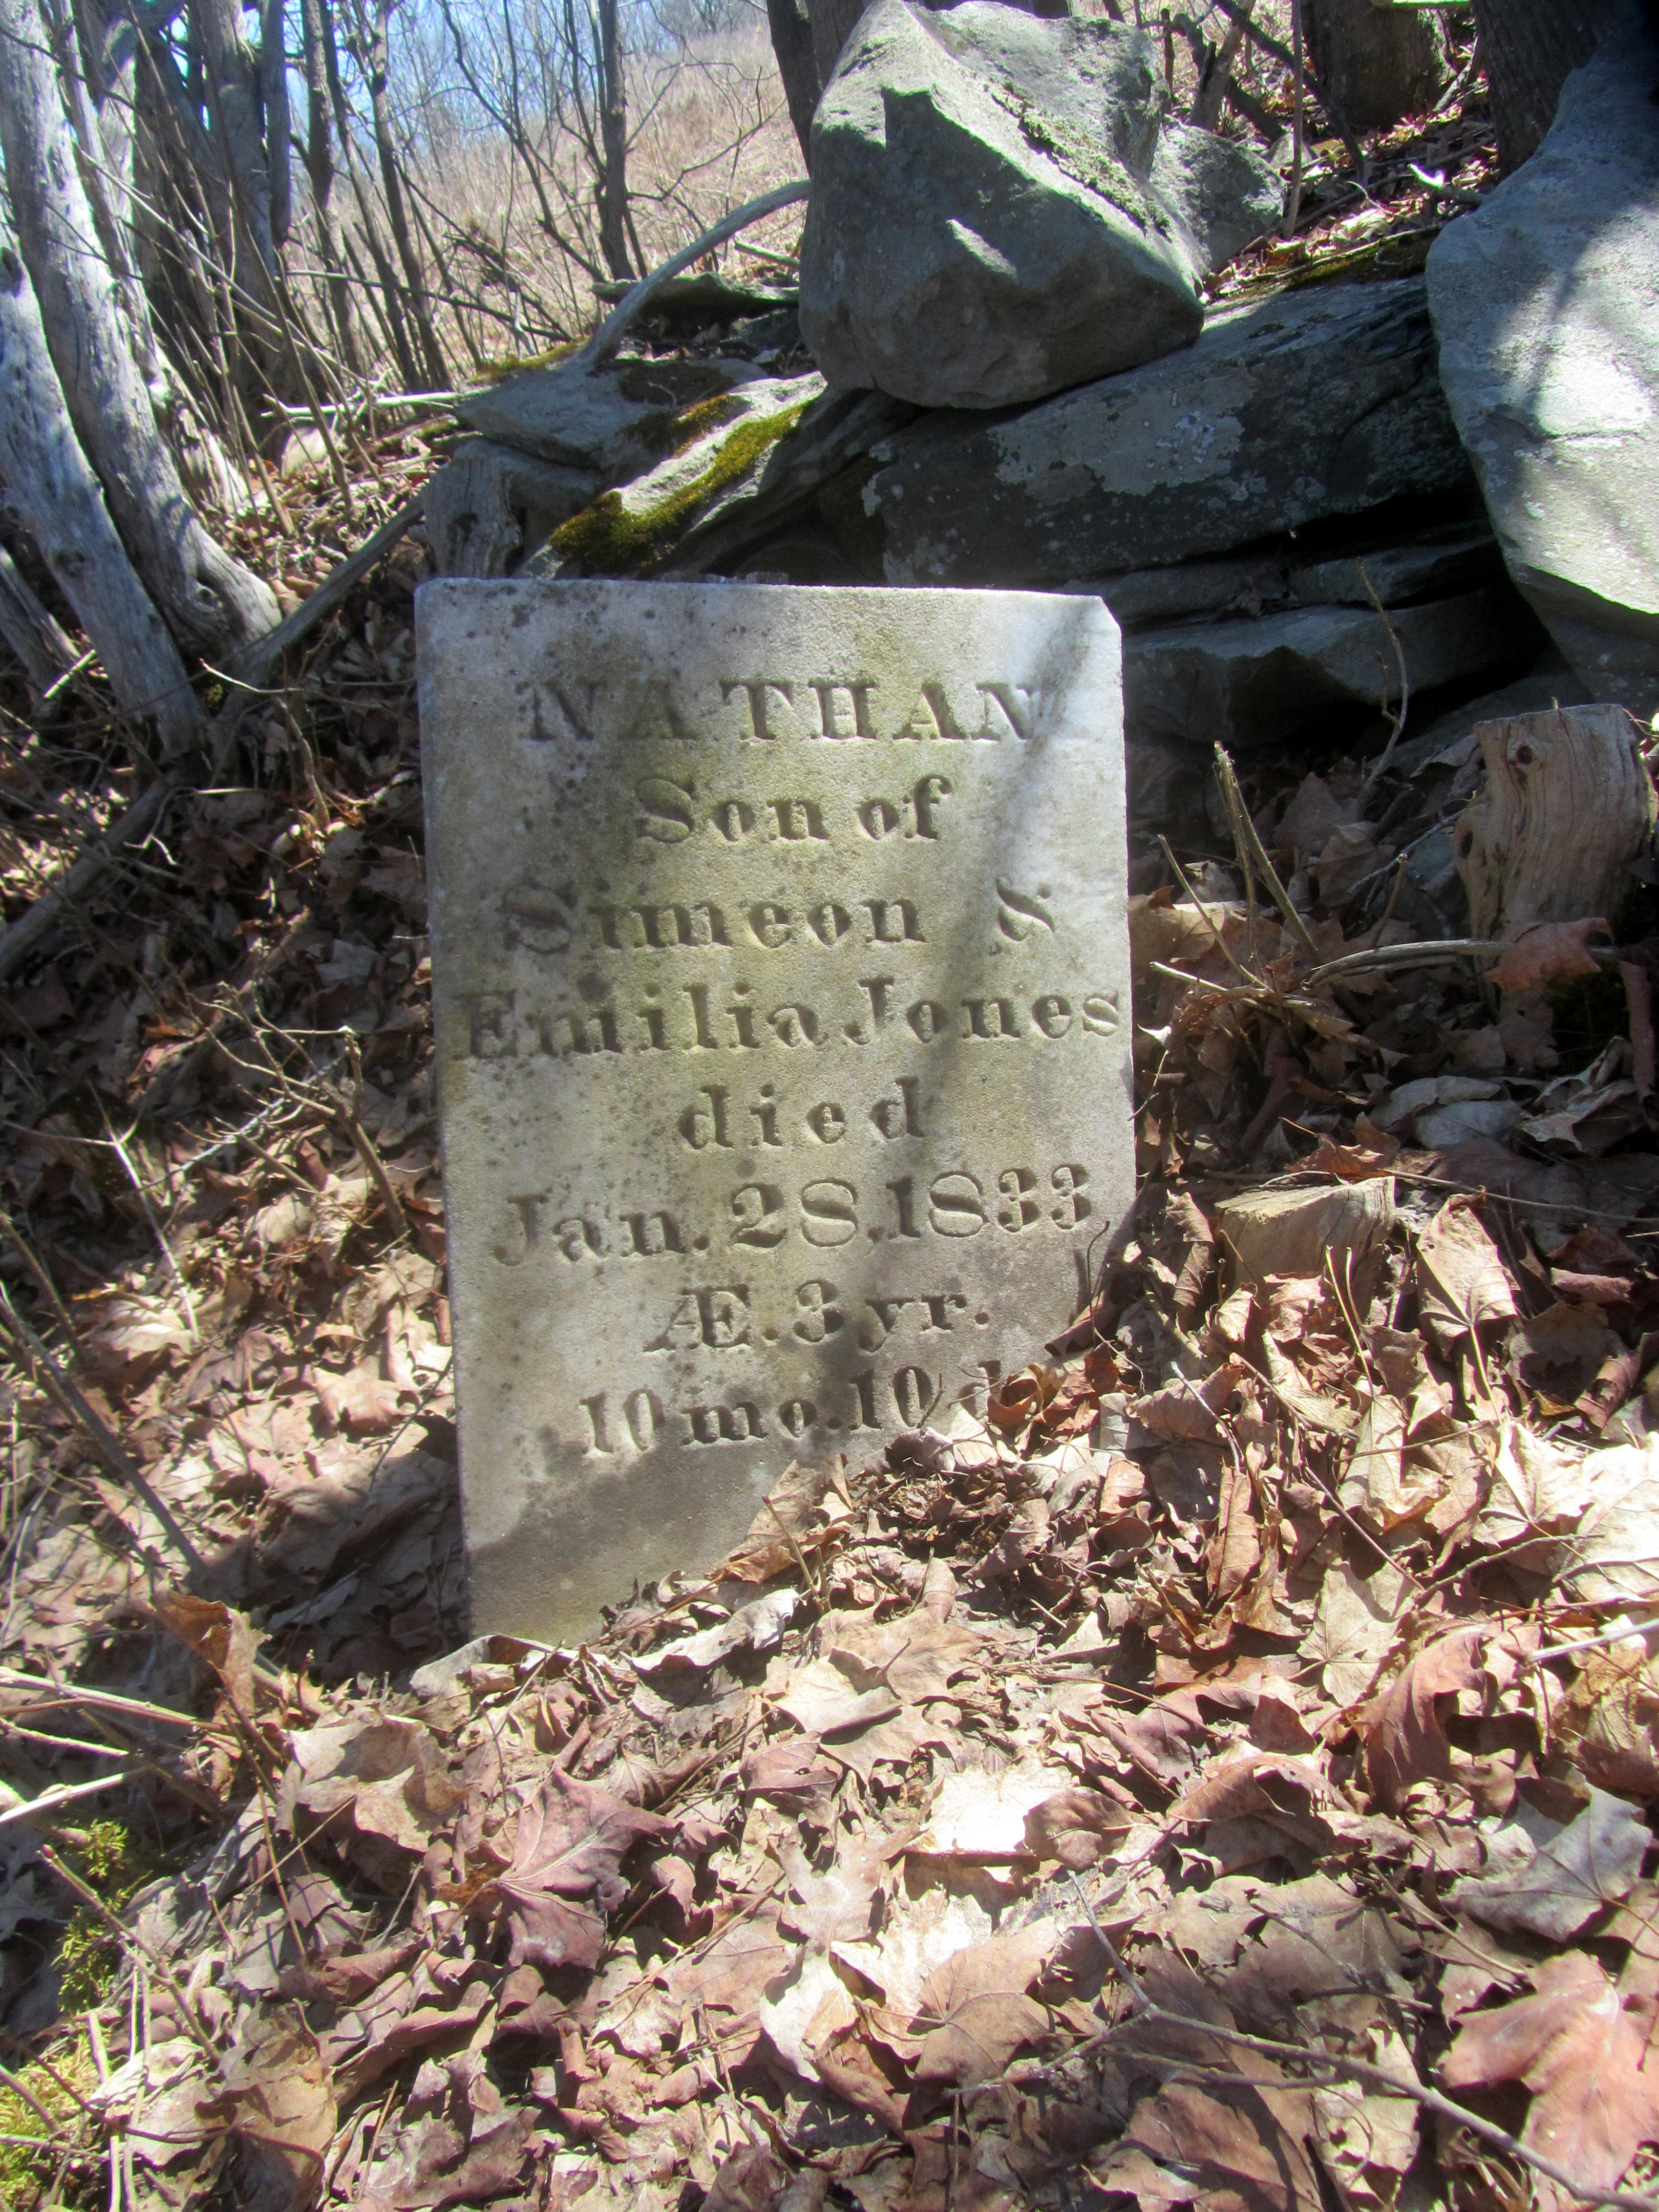 NATHAN
Son of
Simeon &
Emilia Jones
died
Jan. 28, 1833
Æ. 3 yr.
10 mo. 10 d